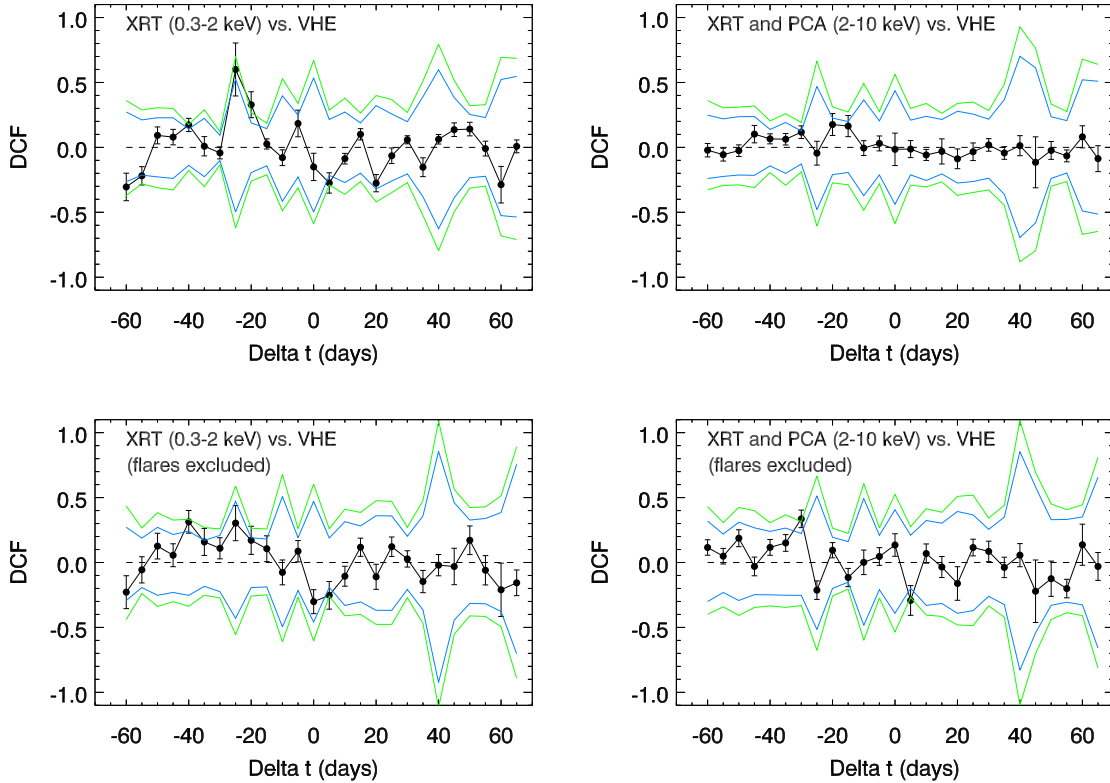 XRT (0.3-2 keV) vs. VHE
1.0
0.5
0.0
-0.5
-1.0
DCF
-60 -40 -20 0 20 40 60
Delta t (days)
XRT and PCA (2-10 keV) vs. VHE
1.0
0.5
0.0
-0.5
-1.0
DCF
-60 -40 -20 0 20 40 60
Delta t (days)
XRT (0.3-2 keV) vs. VHE
(flares excluded)
1.0
0.5
0.0
-0.5
-1.0
DCF
-60 -40 -20 0 20 40 60
Delta t (days)
XRT and PCA (2-10 keV) vs. VHE
(flares excluded)
1.0
0.5
0.0
-0.5
-1.0
DCF
-60 -40 -20 0 20 40 60
Delta t (days)